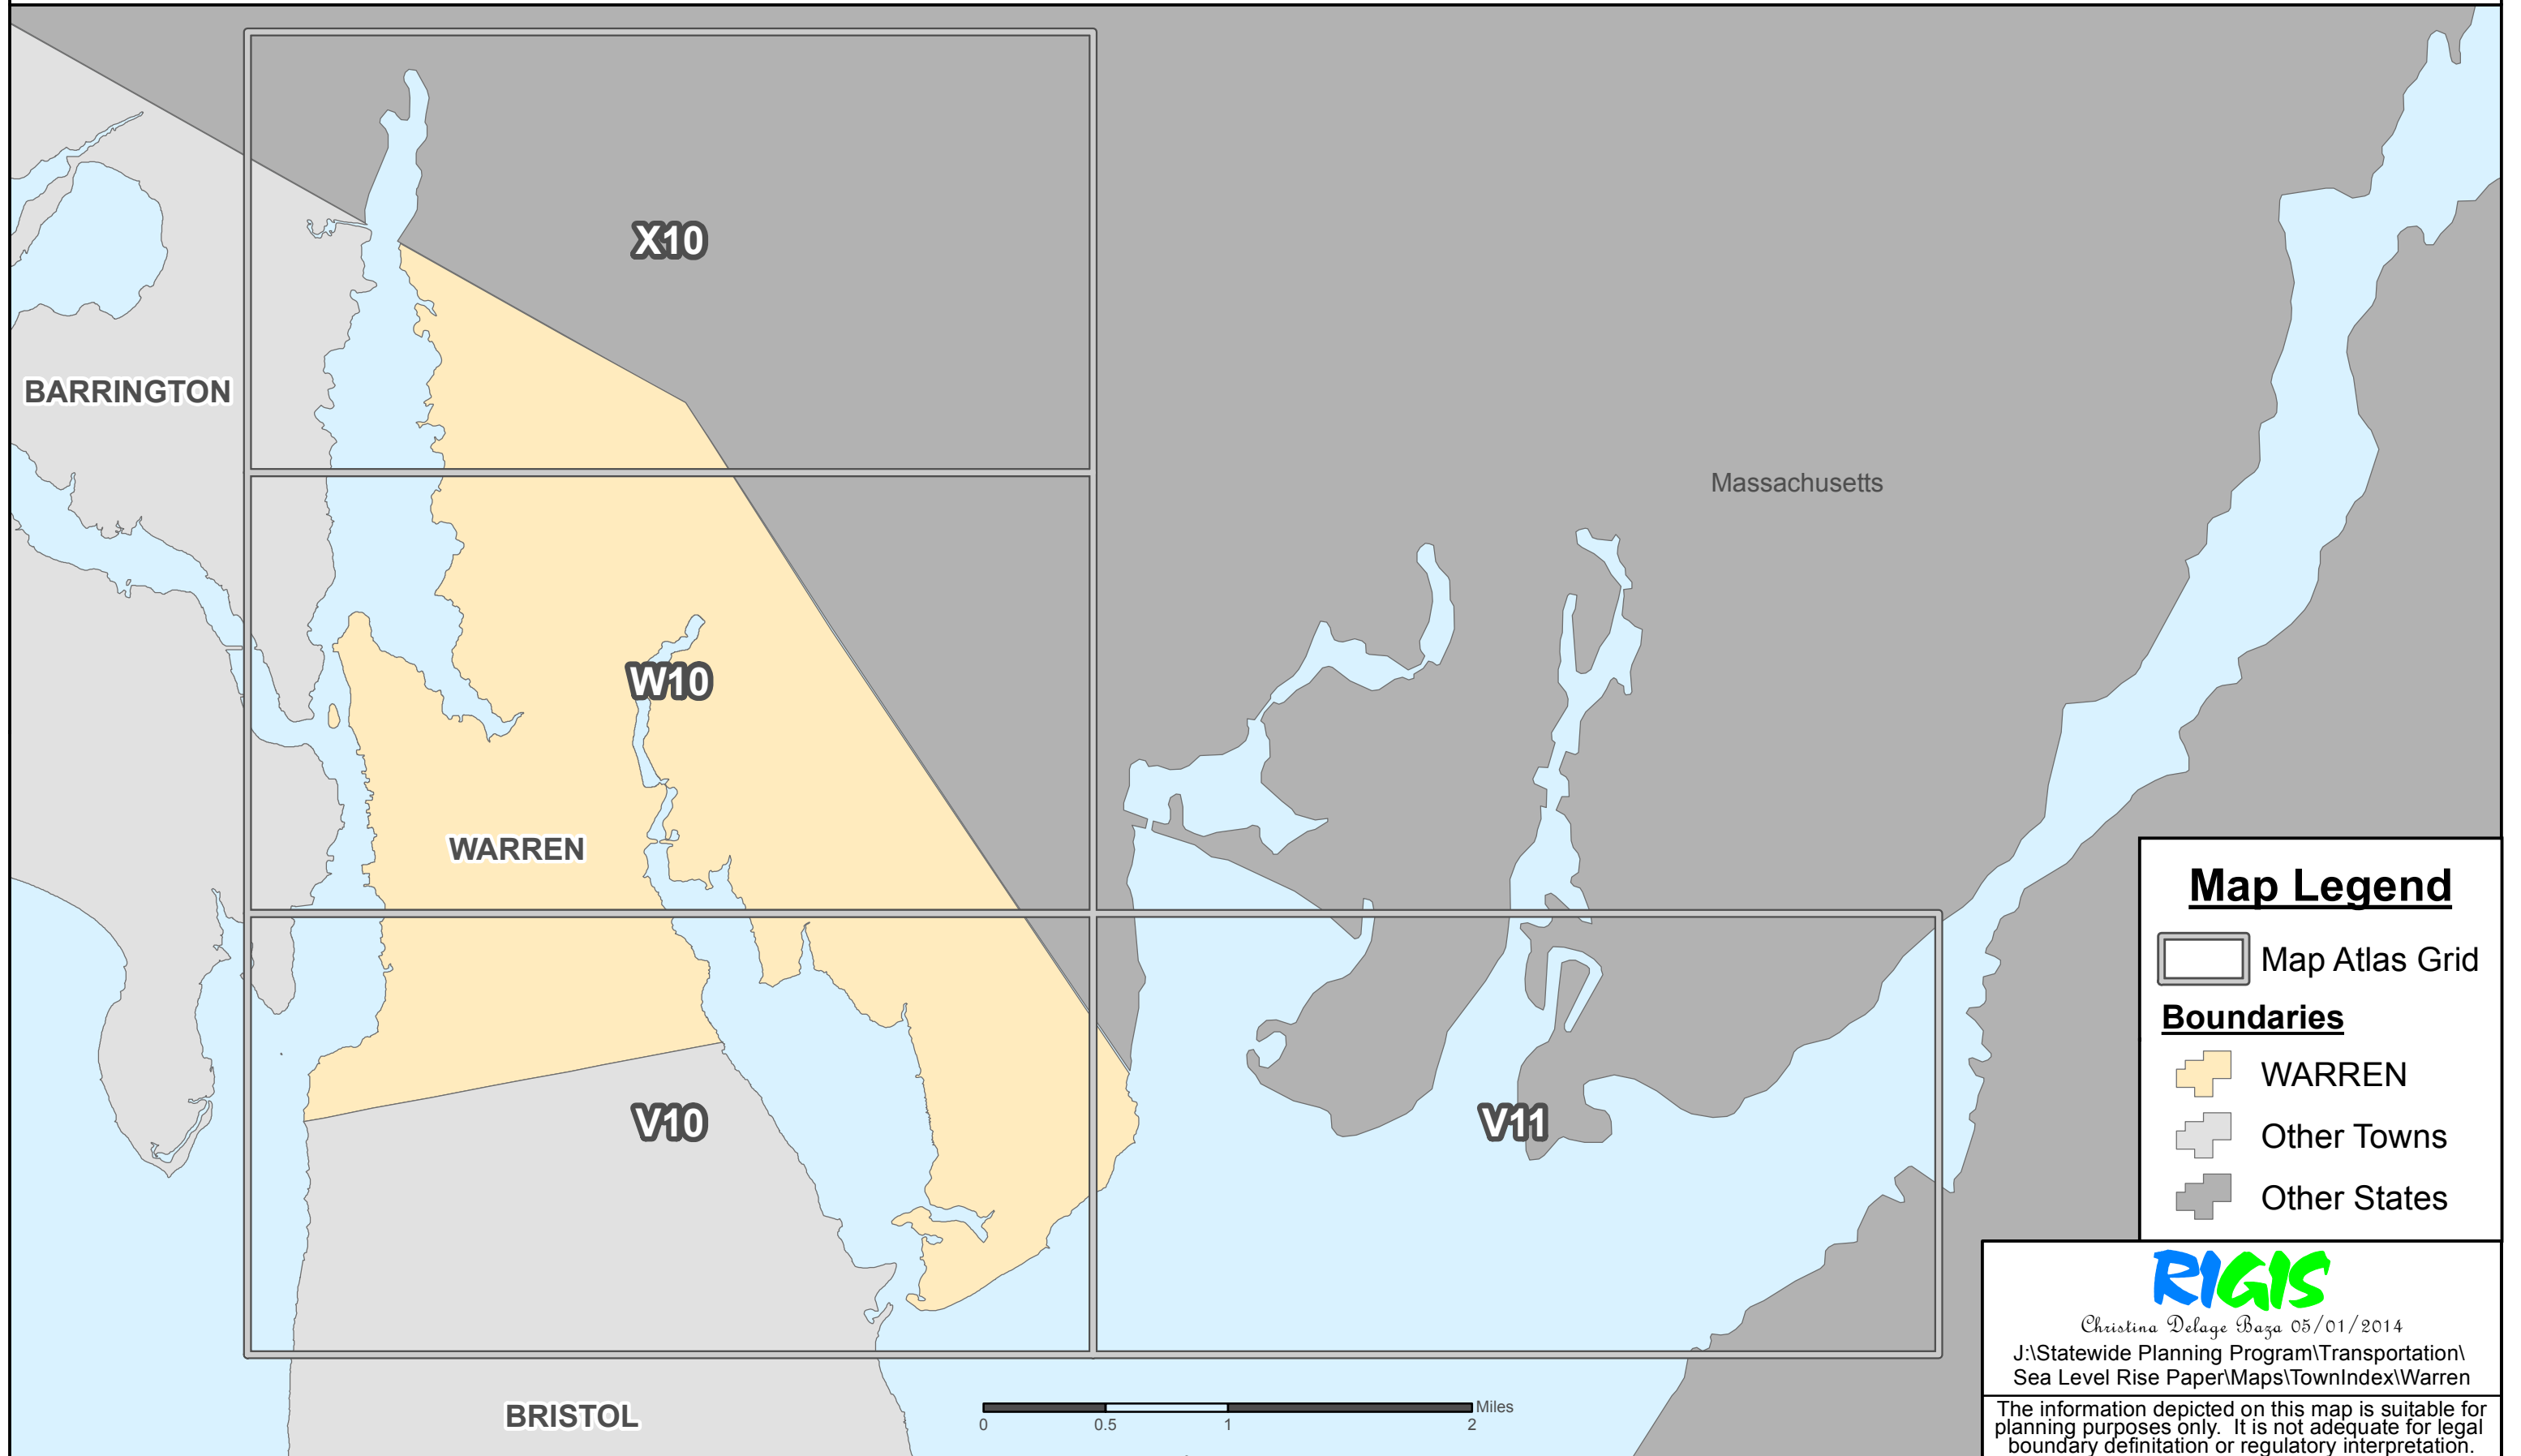 X10
BARRINGTON
Massachusetts
W10
WARREN
V10
V11
BRISTOL
0 0.5 1 2 Miles
Map Legend
Map Atlas Grid
Boundaries
WARREN
Other Towns
Other States
RIGIS
Christina Delage Baza 05/01/2014
J:\Statewide Planning Program\Transportation\
Sea Level Rise Paper\Maps\TownIndex\Warren
The information depicted on this map is suitable for
planning purposes only. It is not adequate for legal
boundary definitation or regulatory interpretation.